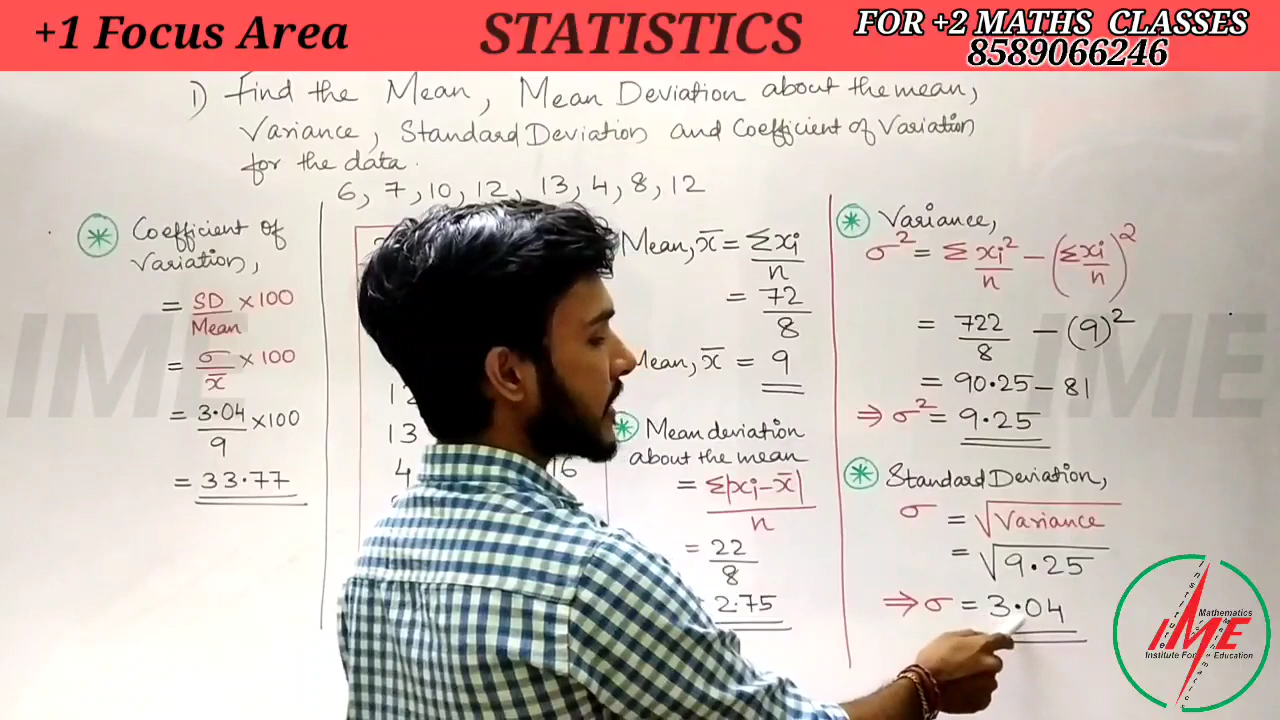 +1 Focus Area
STATISTICS
FOR +2 MATHS CLASSES
8589066246
1) Find the Mean, Mean Deviation about the mean,
Variance, Standard Deviation and Coefficient of Variation
for the data.
6, 7, 10, 12, 13, 4, 8, 12
Coefficient of
Variation,
= SD/Mean × 100
= σ/x̄ × 100
= 3.04/9 × 100
= 33.77
12
13
4
16
Mean, x̄ = Σxi/n
= 72/8
Mean, x̄ = 9
Mean deviation
about the mean
= Σ|xi-x̄|/n
= 22/8
2.75
Variance,
σ² = Σxi²/n - (Σxi/n)²
= 722/8 - (9)²
= 90.25 - 81
⇒ σ² = 9.25
Standard Deviation,
σ = √Variance
= √9.25
⇒ σ = 3.04
IME
IME
Mathematics
IME
Institute For Education